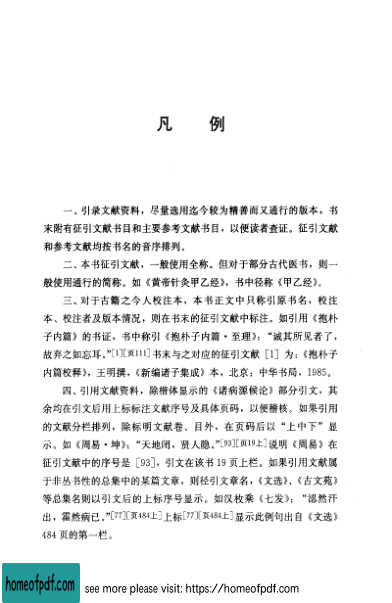 凡 例
一、引录文献资料，尽量选用迄今较为精善而又通行的版本，书
末附有征引文献书目和主要参考文献书目，以便读者查证。征引文献
和参考文献均按书名的音序排列。
二、本书征引文献，一般使用全称。但对于部分古代医书，则一
般使用通行的简称。如《黄帝针灸甲乙经》，书中径称《甲乙经》。
三、对于古籍之今人校注本，本书正文中只称引原书名，校注
本、校注者及版本情况，则在书末的征引文献中标注。如引用《抱朴
子内篇》的书证，书中称引《抱朴子内篇·至理》：“诚其所见者了，
故弃之如忘耳。”[1][页111]书末与之对应的征引文献［1］为：《抱朴子
内篇校释》，王明撰，《新编诸子集成》本，北京：中华书局，1985。
四、引用文献资料，除楷体显示的《诸病源候论》部分引文，其
余均在引文后用上标标注文献序号及具体页码，以便稽核。如果引用
的文献分栏排列，除标明文献卷、目外，在页码后以“上中下”显
示。如《周易·坤》：“天地闭，贤人隐。”[93][页19上]说明《周易》在
征引文献中的序号是［93］，引文在该书 19 页上栏。如果引用文献属
于非丛书性的总集中的某篇文章，则径引文章名，《文选》、《古文苑》
等总集名则以引文后的上标序号显示。如汉枚乘《七发》：“涊然汗
出，霍然病已。”[77][页484上]上标[77][页484上]显示此例句出自《文选》
484 页的第一栏。
homeofpdf.com
see more please visit: https://homeofpdf.com